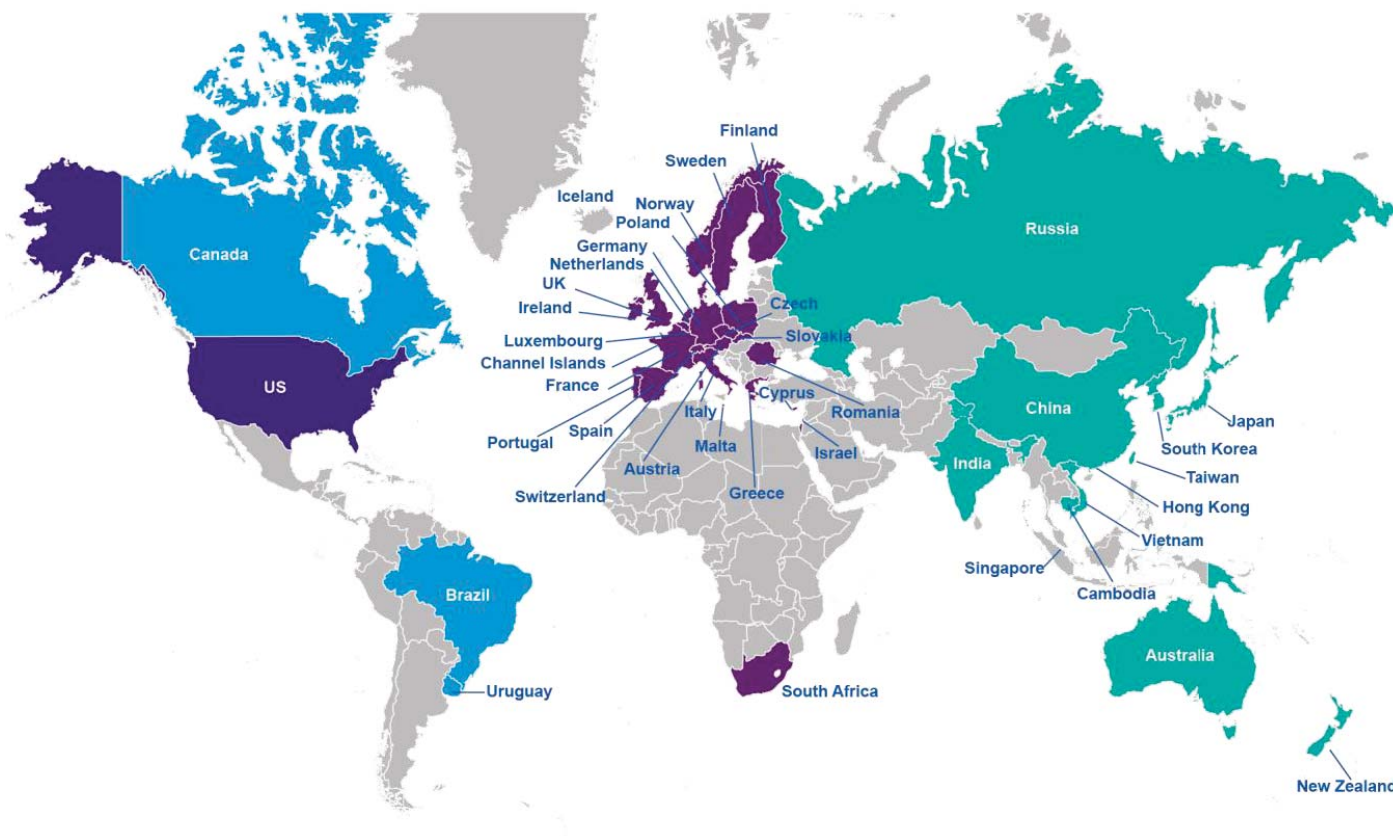 Finland
Sweden
Iceland
Norway
Poland
Germany
Netherlands
UK
Ireland
Luxembourg
Channel Islands
France
Portugal
Spain
Switzerland
Austria
Italy
Malta
Greece
Cyprus
Israel
Romania
Slovakia
Czech
Canada
US
Brazil
Uruguay
South Africa
Russia
China
India
Japan
South Korea
Taiwan
Hong Kong
Vietnam
Singapore
Cambodia
Australia
New Zealand